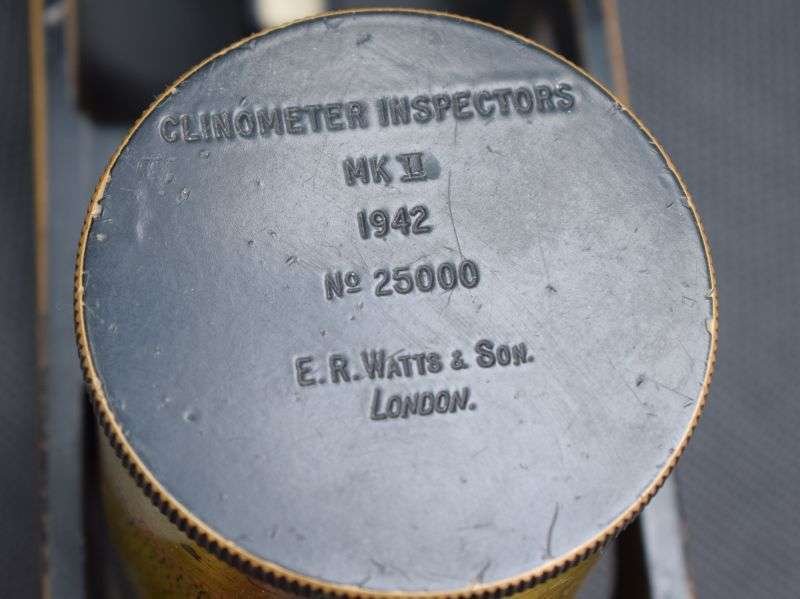 CLINOMETER INSPECTORS
MK II
1942
No 25000
E.R. WATTS & SON.
LONDON.